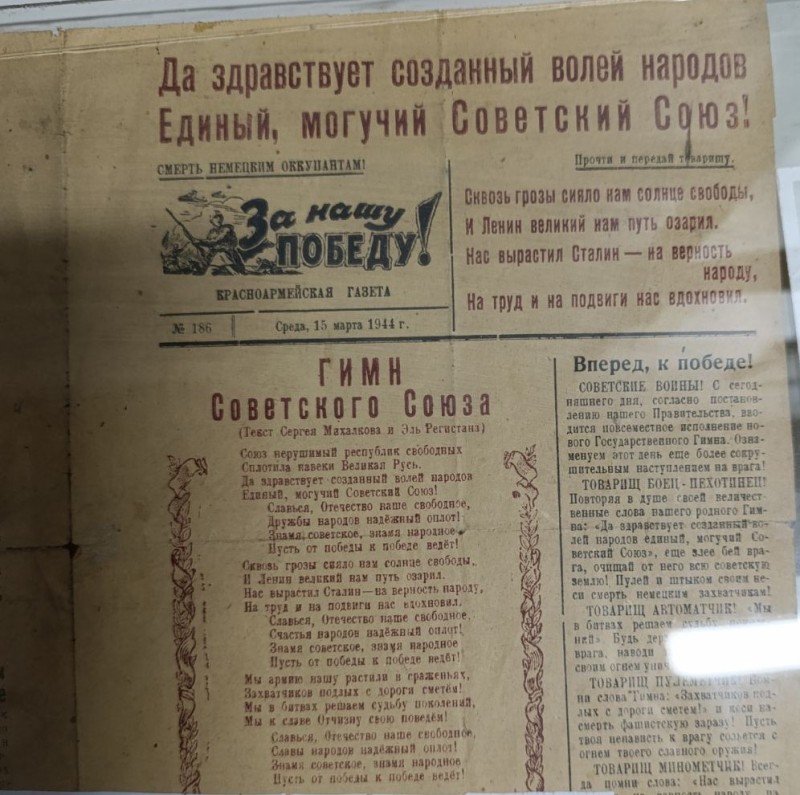 Да здравствует созданный волей народов
Единый, могучий Советский Союз!
СМЕРТЬ НЕМЕЦКИМ ОККУПАНТАМ!
Прочти и передай товарищу.
За нашу
ПОБЕДУ!
КРАСНОАРМЕЙСКАЯ ГАЗЕТА
№ 186
Среда, 15 марта 1944 г.
Сквозь грозы сияло нам солнце свободы,
И Ленин великий нам путь озарил.
Нас вырастил Сталин — на верность
народу,
На труд и на подвиги нас вдохновил.
ГИМН
Советского Союза
(Текст Сергея Михалкова и Эль Регистана)
Союз нерушимый республик свободных
Сплотила навеки Великая Русь.
Да здравствует созданный волей народов
Единый, могучий Советский Союз!
Славься, Отечество наше свободное,
Дружбы народов надёжный оплот!
Знамя советское, знамя народное
Пусть от победы к победе ведёт!
Сквозь грозы сияло нам солнце свободы,
И Ленин великий нам путь озарил.
Нас вырастил Сталин—на верность народу,
На труд и на подвиги нас вдохновил.
Славься, Отечество наше свободное,
Счастья народов надёжный оплот!
Знамя советское, знамя народное
Пусть от победы к победе ведёт!
Мы армию нашу растили в сраженьях,
Захватчиков подлых с дороги сметём!
Мы в битвах решаем судьбу поколений,
Мы к славе Отчизну свою поведём!
Славься, Отечество наше свободное,
Славы народов надёжный оплот!
Знамя советское, знамя народное
Пусть от победы к победе ведёт!
Вперед, к победе!
СОВЕТСКИЕ ВОИНЫ! С сегод-
няшнего дня, согласно постанов-
лению нашего Правительства, вво-
дится повсеместное исполнение но-
вого Государственного Гимна. Озна-
менуем этот день еще более сокру-
шительным наступлением на врага!
ТОВАРИЩ БОЕЦ-ПЕХОТИНЕЦ!
Повторяя в душе своей величест-
венные слова нашего родного Гим-
на: «Да здравствует созданный во-
лей народов единый, могучий Со-
ветский Союз», еще злее бей вра-
га, очищай от него всю советскую
землю! Пулей и штыком своим не-
си смерть немецким захватчикам!
ТОВАРИЩ АВТОМАТЧИК! «Мы
в битвах решаем судьбу
Будь
врага, наводи
своим огнем
ТОВАРИЩ
слова Гимна: «Захватчиков под-
лых с дороги сметем!» и коси на-
смерть фашистскую заразу! Пусть
твоя ненависть к врагу сольется с
огнем твоего славного оружия!
ТОВАРИЩ МИНОМЕТЧИК! Всег-
да помни слова: «Нас вырастил